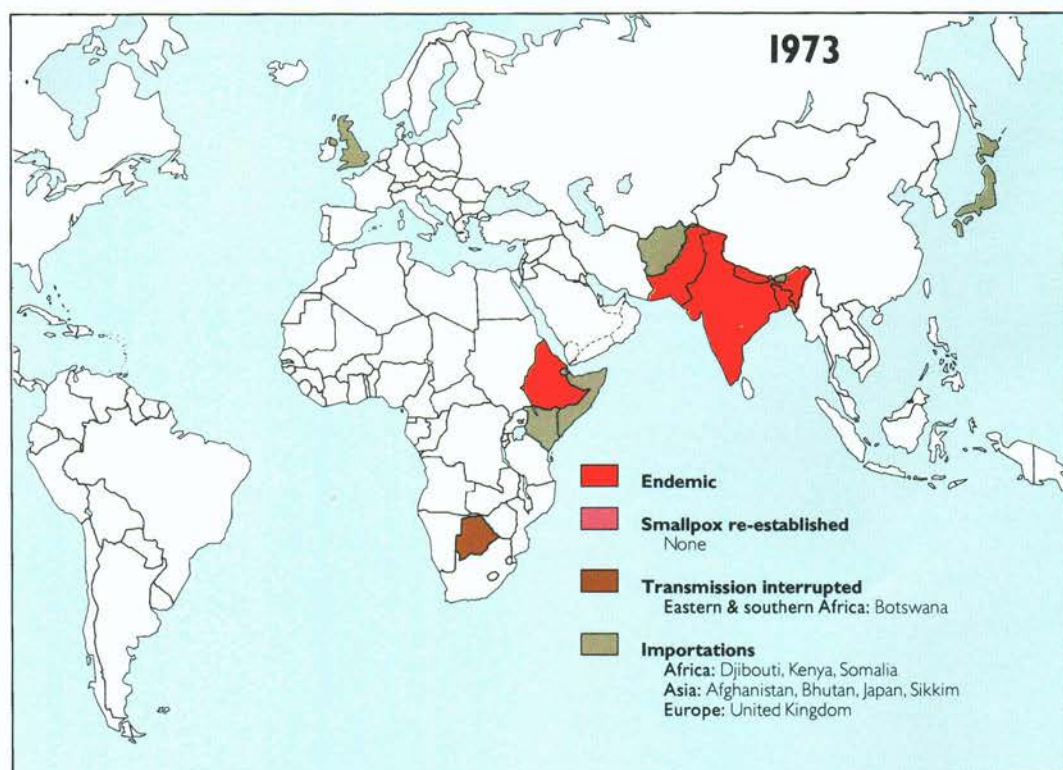 1973
Endemic
Smallpox re-established
None
Transmission interrupted
Eastern & southern Africa: Botswana
Importations
Africa: Djibouti, Kenya, Somalia
Asia: Afghanistan, Bhutan, Japan, Sikkim
Europe: United Kingdom